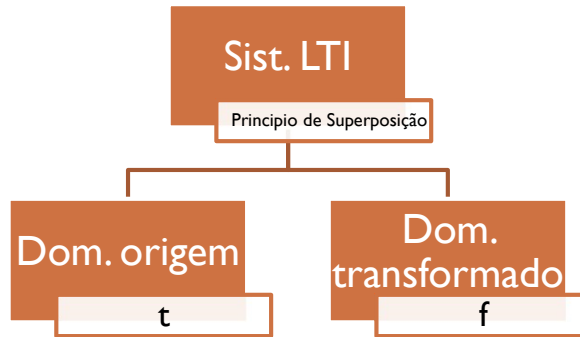 Sist. LTI
Principio de Superposição
Dom. origem
t
Dom.
transformado
f